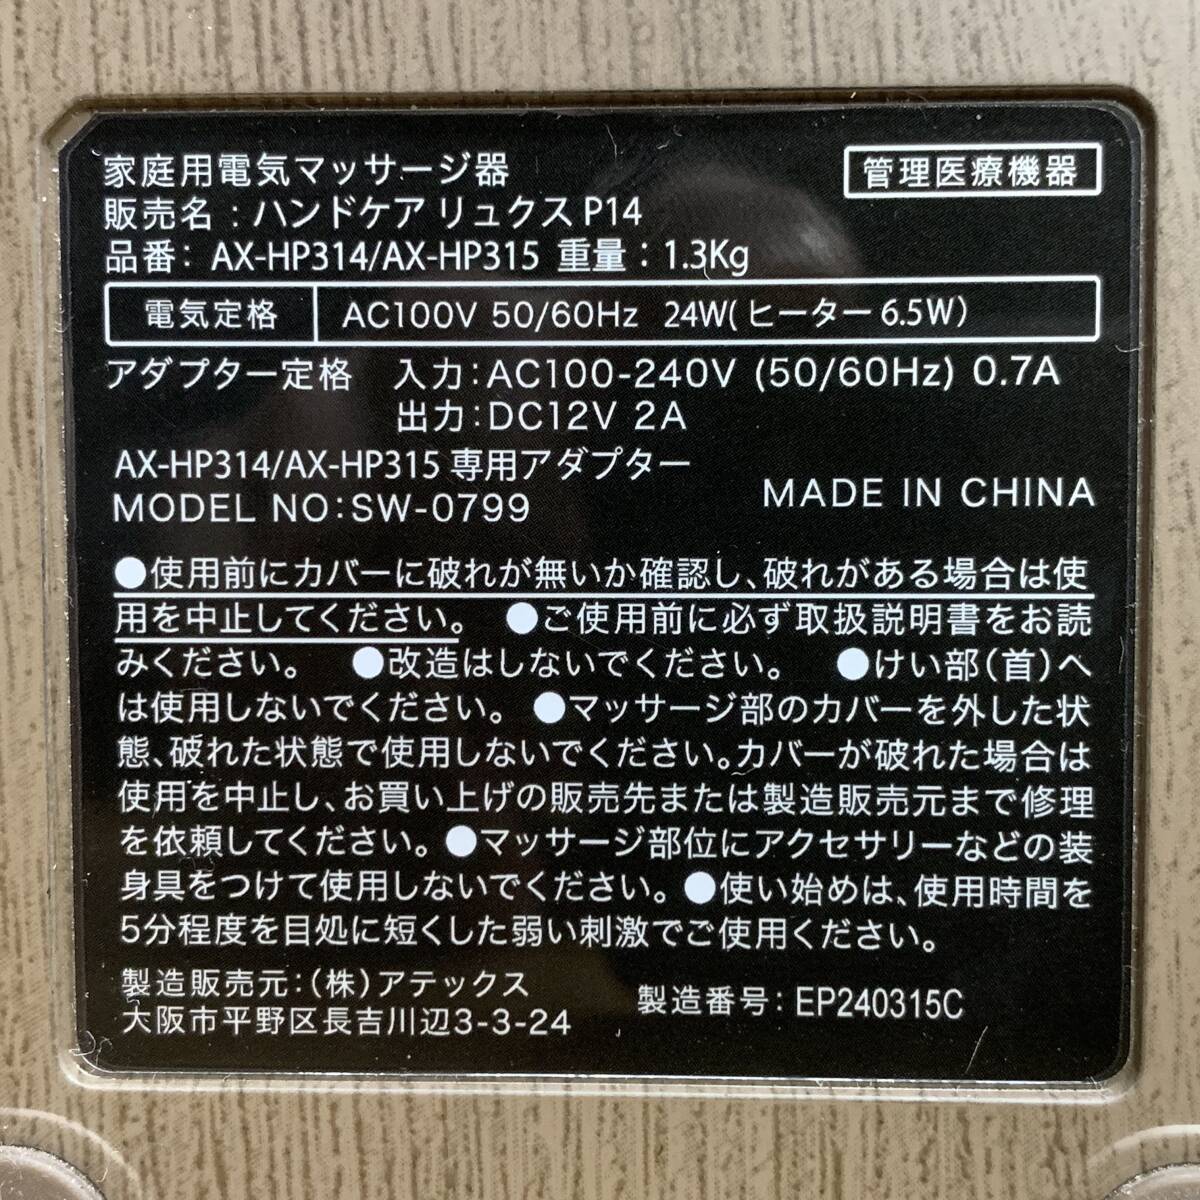 家庭用電気マッサージ器
管理医療機器
販売名：ハンドケア リュクス P14
品番： AX-HP314/AX-HP315 重量：1.3Kg
電気定格 AC100V 50/60Hz 24W(ヒーター 6.5W)
アダプター定格 入力：AC100-240V (50/60Hz) 0.7A
出力：DC12V 2A
AX-HP314/AX-HP315 専用アダプター
MODEL NO：SW-0799
MADE IN CHINA
●使用前にカバーに破れが無いか確認し、破れがある場合は使
用を中止してください。 ●ご使用前に必ず取扱説明書をお読
みください。 ●改造はしないでください。 ●けい部(首)へ
は使用しないでください。 ●マッサージ部のカバーを外した状
態、破れた状態で使用しないでください。カバーが破れた場合は
使用を中止し、お買い上げの販売先または製造販売元まで修理
を依頼してください。 ●マッサージ部位にアクセサリーなどの装
身具をつけて使用しないでください。 ●使い始めは、使用時間を
5分程度を目処に短くした弱い刺激でご使用ください。
製造販売元：(株)アテックス
大阪市平野区長吉川辺3-3-24
製造番号：EP240315C